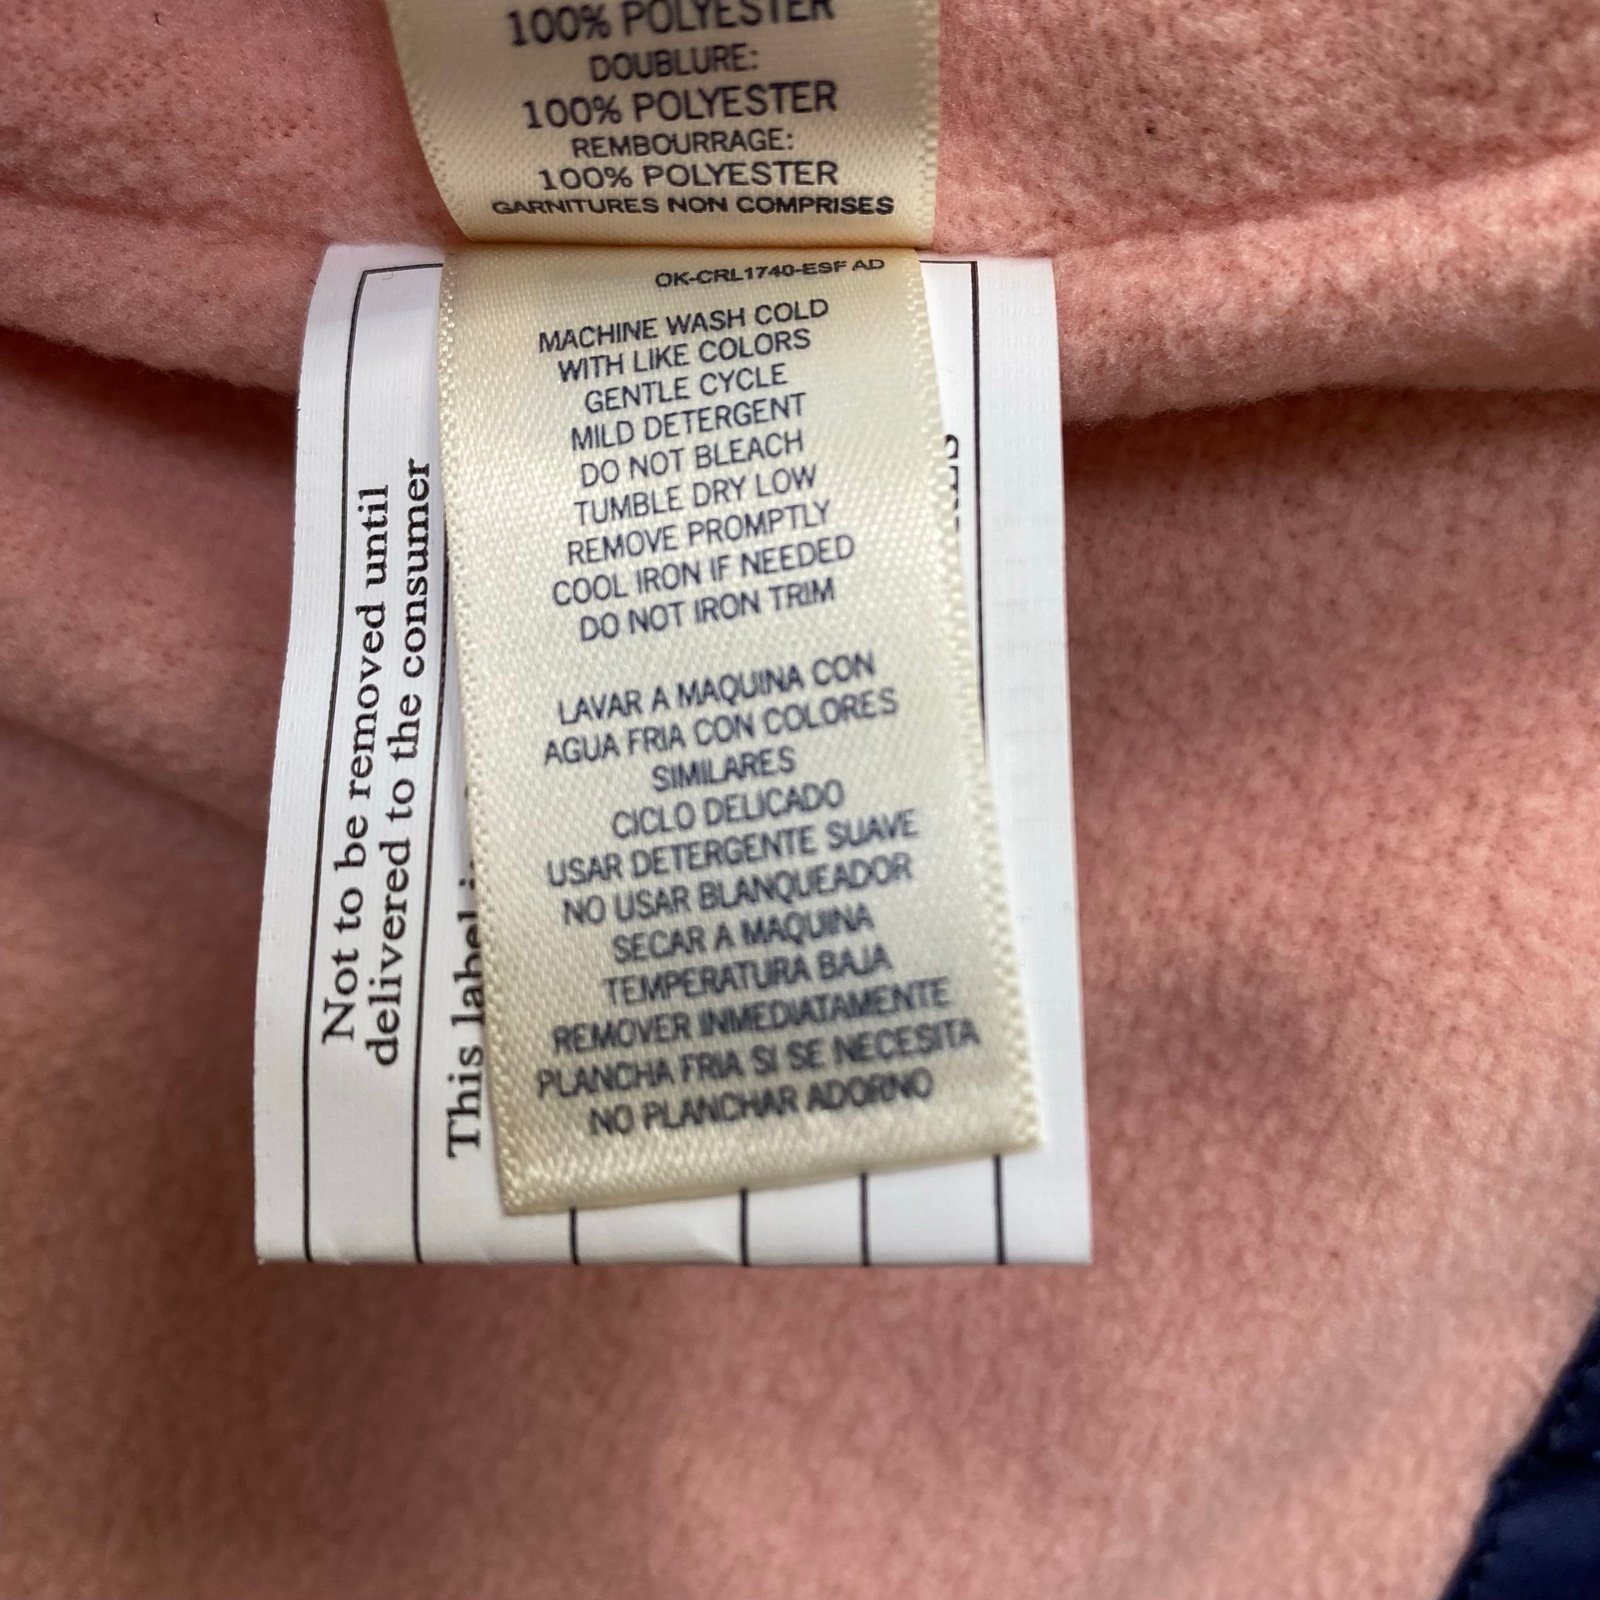 100% POLYESTER
DOUBLURE:
100% POLYESTER
REMBOURRAGE:
100% POLYESTER
GARNITURES NON COMPRISES
OK-CRL1740-ESF AD
MACHINE WASH COLD
WITH LIKE COLORS
GENTLE CYCLE
MILD DETERGENT
DO NOT BLEACH
TUMBLE DRY LOW
REMOVE PROMPTLY
COOL IRON IF NEEDED
DO NOT IRON TRIM
LAVAR A MAQUINA CON
AGUA FRIA CON COLORES
SIMILARES
CICLO DELICADO
USAR DETERGENTE SUAVE
NO USAR BLANQUEADOR
SECAR A MAQUINA
TEMPERATURA BAJA
REMOVER INMEDIATAMENTE
PLANCHA FRIA SI SE NECESITA
NO PLANCHAR ADORNO
Not to be removed until
delivered to the consumer
This label